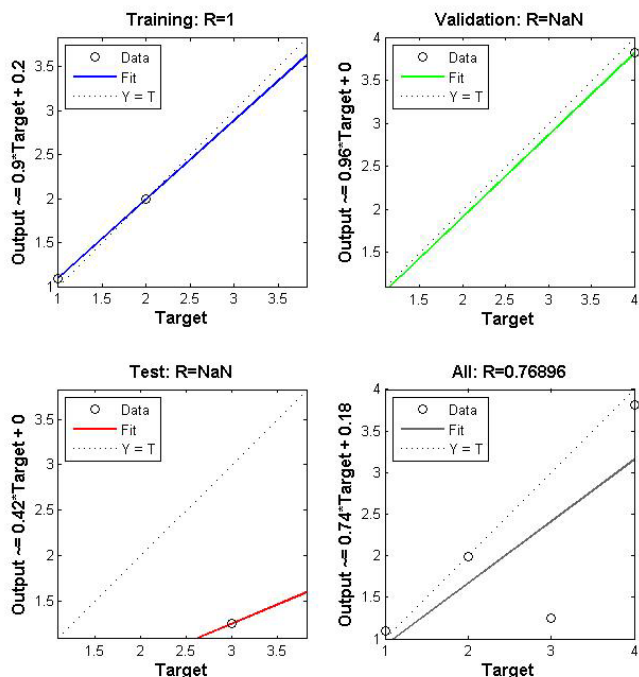 Training: R=1
Data
Fit
Y = T
Output ~= 0.9*Target + 0.2
3.5
3
2.5
2
1.5
1
1 1.5 2 2.5 3 3.5
Target
Validation: R=NaN
Data
Fit
Y = T
Output ~= 0.96*Target + 0
4
3.5
3
2.5
2
1.5
1.5 2 2.5 3 3.5 4
Target
Test: R=NaN
Data
Fit
Y = T
Output ~= 0.42*Target + 0
3.5
3
2.5
2
1.5
1.5 2 2.5 3 3.5
Target
All: R=0.76896
Data
Fit
Y = T
Output ~= 0.74*Target + 0.18
4
3.5
3
2.5
2
1.5
1
1 2 3 4
Target